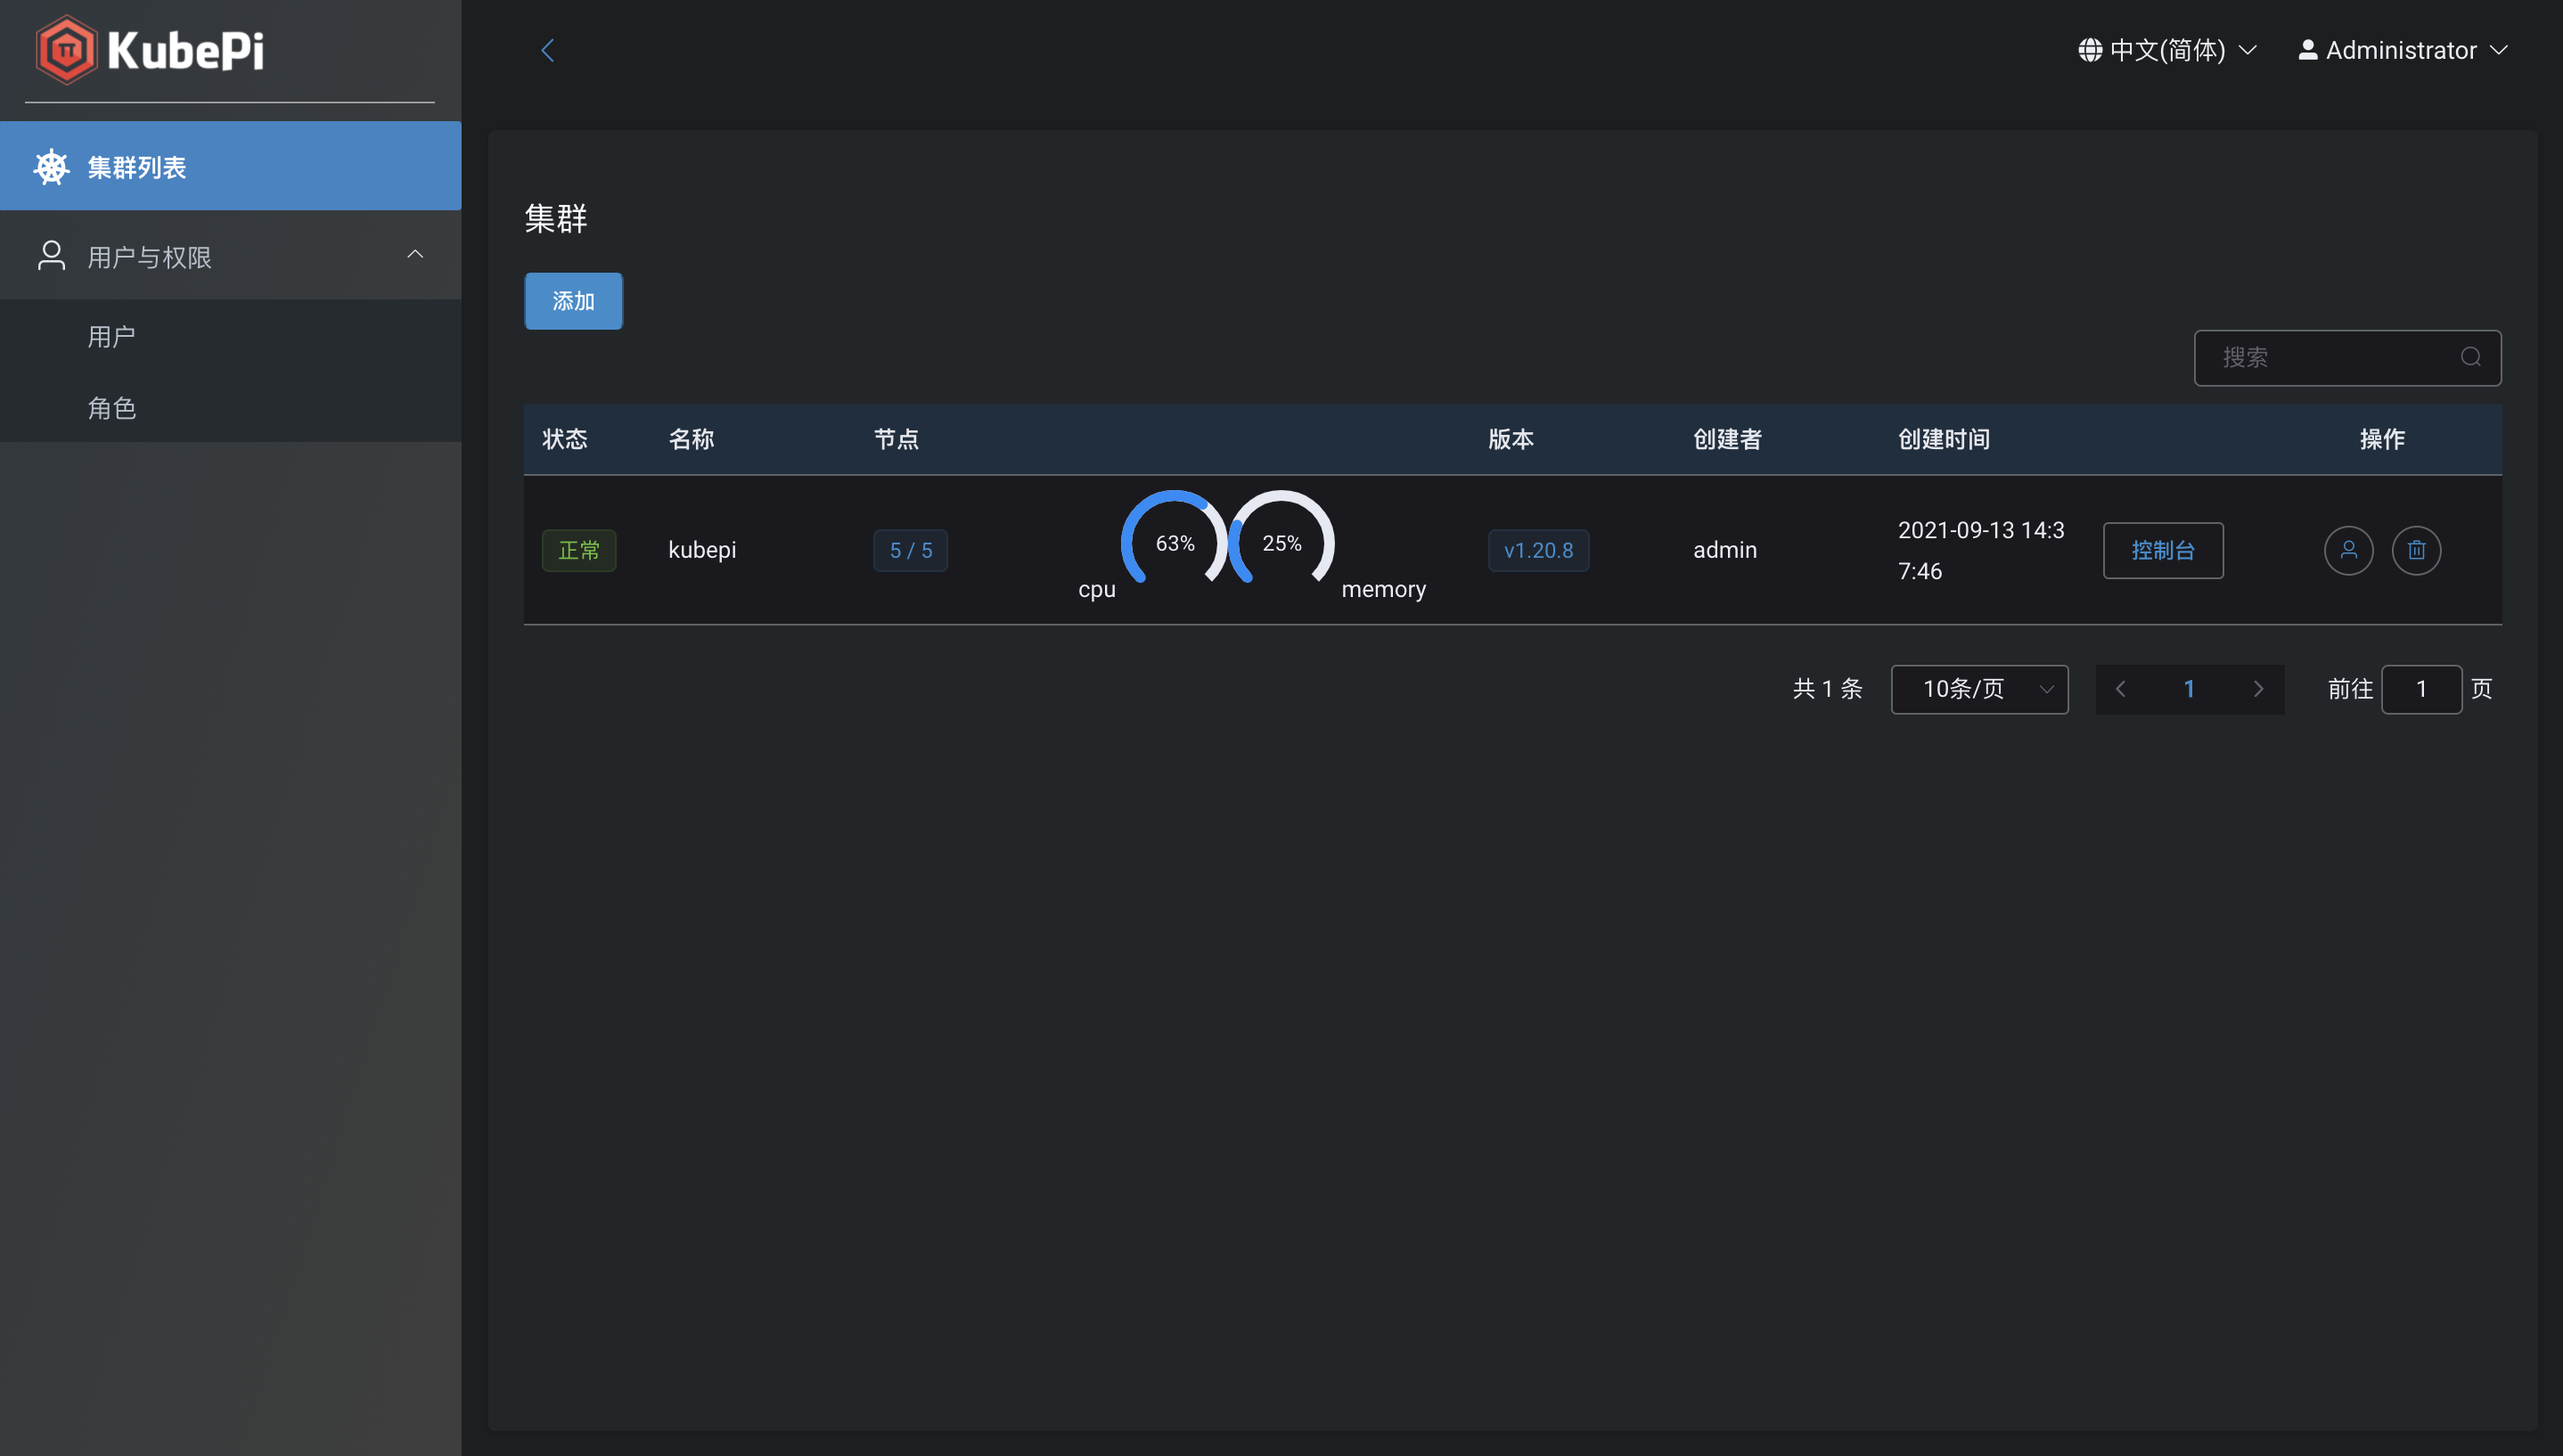 KubePi
中文(简体)
Administrator
集群列表
用户与权限
用户
角色
集群
添加
搜索
状态 名称 节点 版本 创建者 创建时间 操作
正常 kubepi 5 / 5 cpu 63% 25% memory v1.20.8 admin 2021-09-13 14:3 控制台
7:46
共 1 条 10条/页 1 前往 1 页